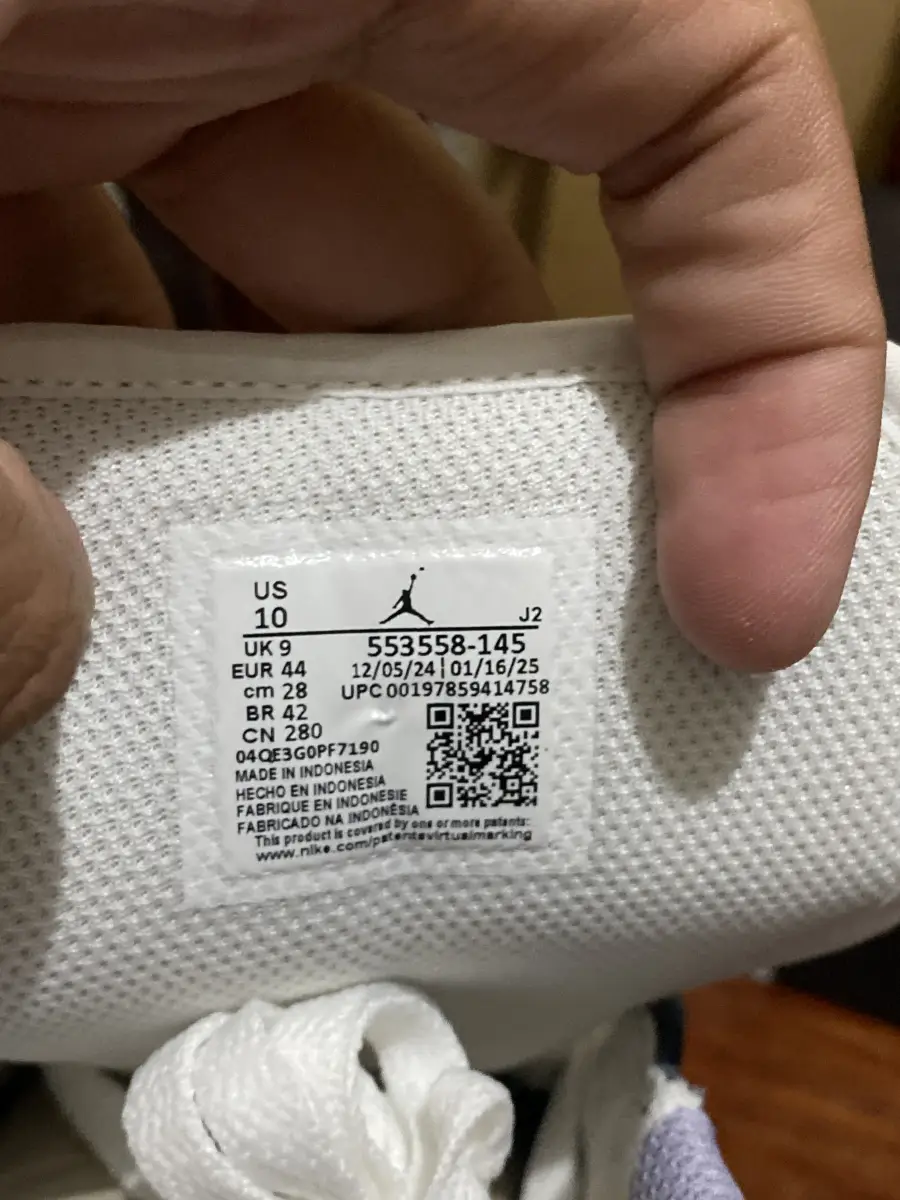 US
10
J2
UK 9
553558-145
EUR 44
12/05/24 | 01/16/25
cm 28
UPC 00197859414758
BR 42
CN 280
04QE3G0PF7190
MADE IN INDONESIA
HECHO EN INDONESIA
FABRIQUE EN INDONESIE
FABRICADO NA INDONÉSIA
This product is covered by one or more patents:
www.nike.com/patentsvirtualmarking